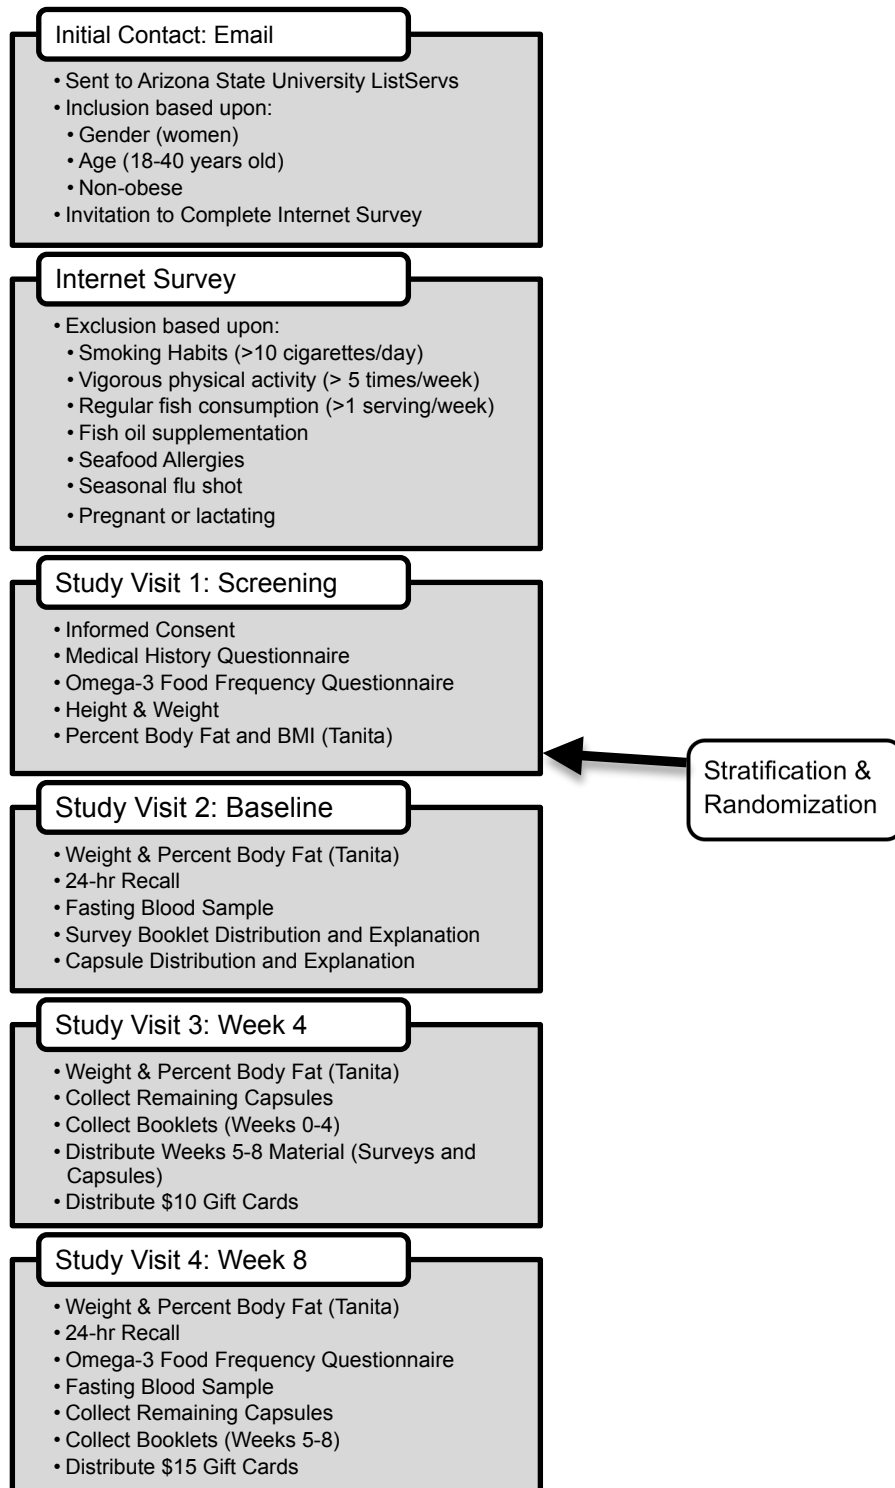 Initial Contact: Email
• Sent to Arizona State University ListServs
• Inclusion based upon:
• Gender (women)
• Age (18-40 years old)
• Non-obese
• Invitation to Complete Internet Survey
Internet Survey
• Exclusion based upon:
• Smoking Habits (>10 cigarettes/day)
• Vigorous physical activity (> 5 times/week)
• Regular fish consumption (>1 serving/week)
• Fish oil supplementation
• Seafood Allergies
• Seasonal flu shot
• Pregnant or lactating
Study Visit 1: Screening
• Informed Consent
• Medical History Questionnaire
• Omega-3 Food Frequency Questionnaire
• Height & Weight
• Percent Body Fat and BMI (Tanita)
Stratification &
Randomization
Study Visit 2: Baseline
• Weight & Percent Body Fat (Tanita)
• 24-hr Recall
• Fasting Blood Sample
• Survey Booklet Distribution and Explanation
• Capsule Distribution and Explanation
Study Visit 3: Week 4
• Weight & Percent Body Fat (Tanita)
• Collect Remaining Capsules
• Collect Booklets (Weeks 0-4)
• Distribute Weeks 5-8 Material (Surveys and
Capsules)
• Distribute $10 Gift Cards
Study Visit 4: Week 8
• Weight & Percent Body Fat (Tanita)
• 24-hr Recall
• Omega-3 Food Frequency Questionnaire
• Fasting Blood Sample
• Collect Remaining Capsules
• Collect Booklets (Weeks 5-8)
• Distribute $15 Gift Cards